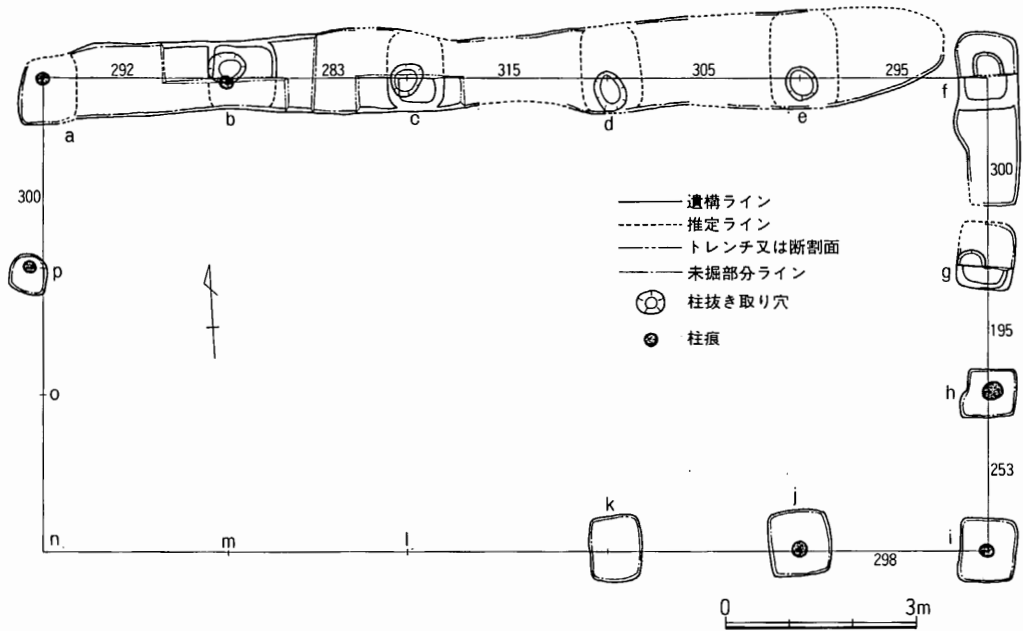 292
283
315
305
295
a
b
c
d
e
f
300
300
遺構ライン
推定ライン
トレンチ又は断割面
未掘部分ライン
柱抜き取り穴
柱痕
p
g
195
o
h
253
k
j
n
m
l
i
298
0 3m